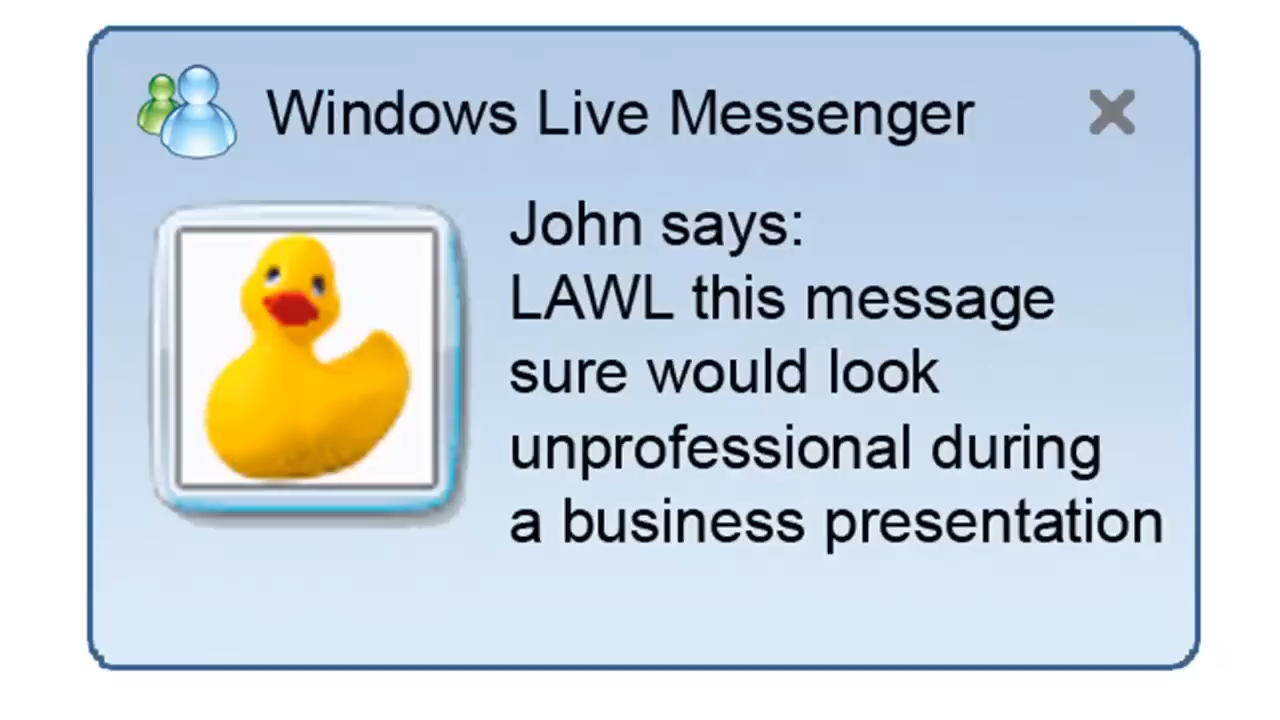 Windows Live Messenger
John says:
LAWL this message
sure would look
unprofessional during
a business presentation